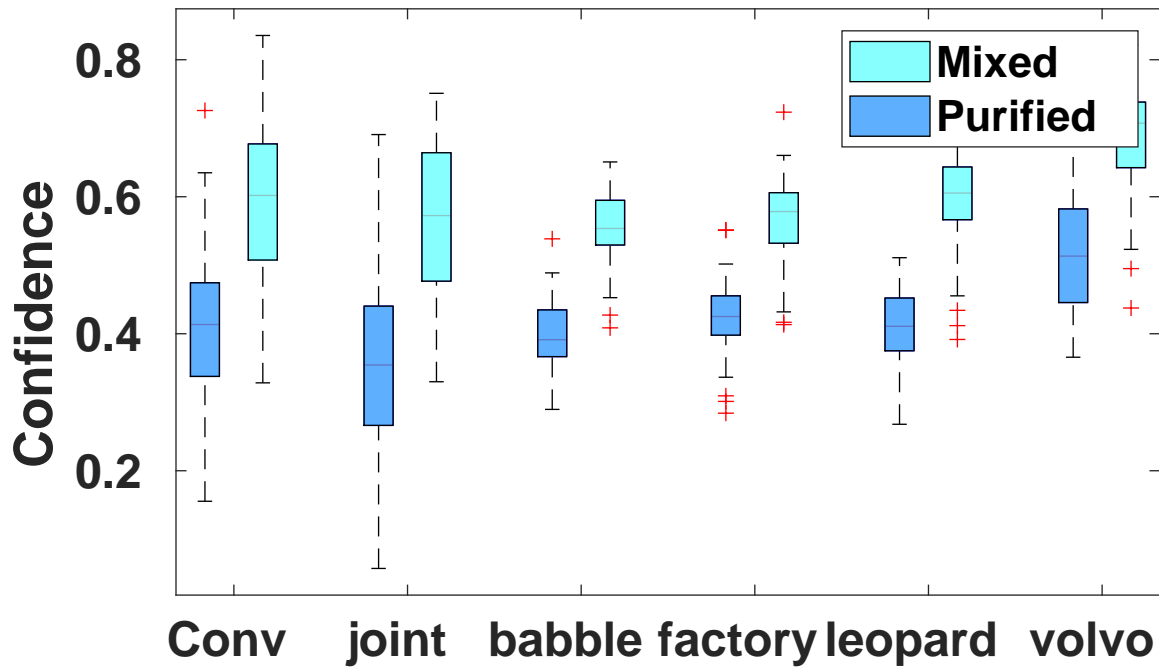 Confidence
0.8
0.6
0.4
0.2
Mixed
Purified
Conv joint babble factory leopard volvo